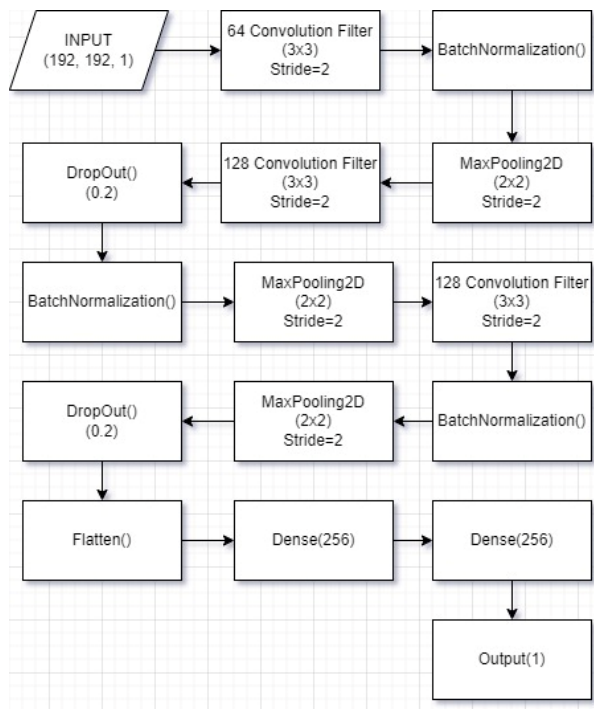 INPUT
(192, 192, 1)
64 Convolution Filter
(3x3)
Stride=2
BatchNormalization()
MaxPooling2D
(2x2)
Stride=2
128 Convolution Filter
(3x3)
Stride=2
DropOut()
(0.2)
BatchNormalization()
MaxPooling2D
(2x2)
Stride=2
128 Convolution Filter
(3x3)
Stride=2
BatchNormalization()
MaxPooling2D
(2x2)
Stride=2
DropOut()
(0.2)
Flatten()
Dense(256)
Dense(256)
Output(1)